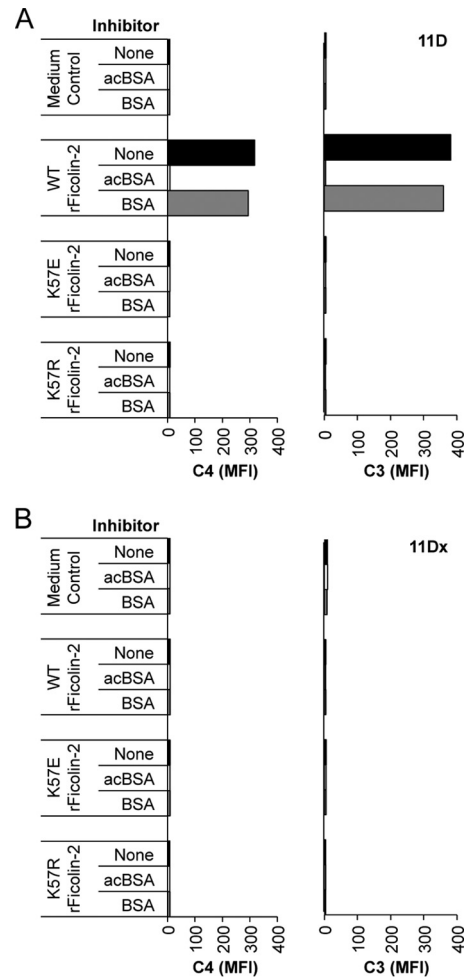 A
Inhibitor
11D
Medium
Control
None
acBSA
BSA
WT
rFicolin-2
None
acBSA
BSA
K57E
rFicolin-2
None
acBSA
BSA
K57R
rFicolin-2
None
acBSA
BSA
0 100 200 300 400
C4 (MFI)
0 100 200 300 400
C3 (MFI)
B
Inhibitor
11Dx
Medium
Control
None
acBSA
BSA
WT
rFicolin-2
None
acBSA
BSA
K57E
rFicolin-2
None
acBSA
BSA
K57R
rFicolin-2
None
acBSA
BSA
0 100 200 300 400
C4 (MFI)
0 100 200 300 400
C3 (MFI)